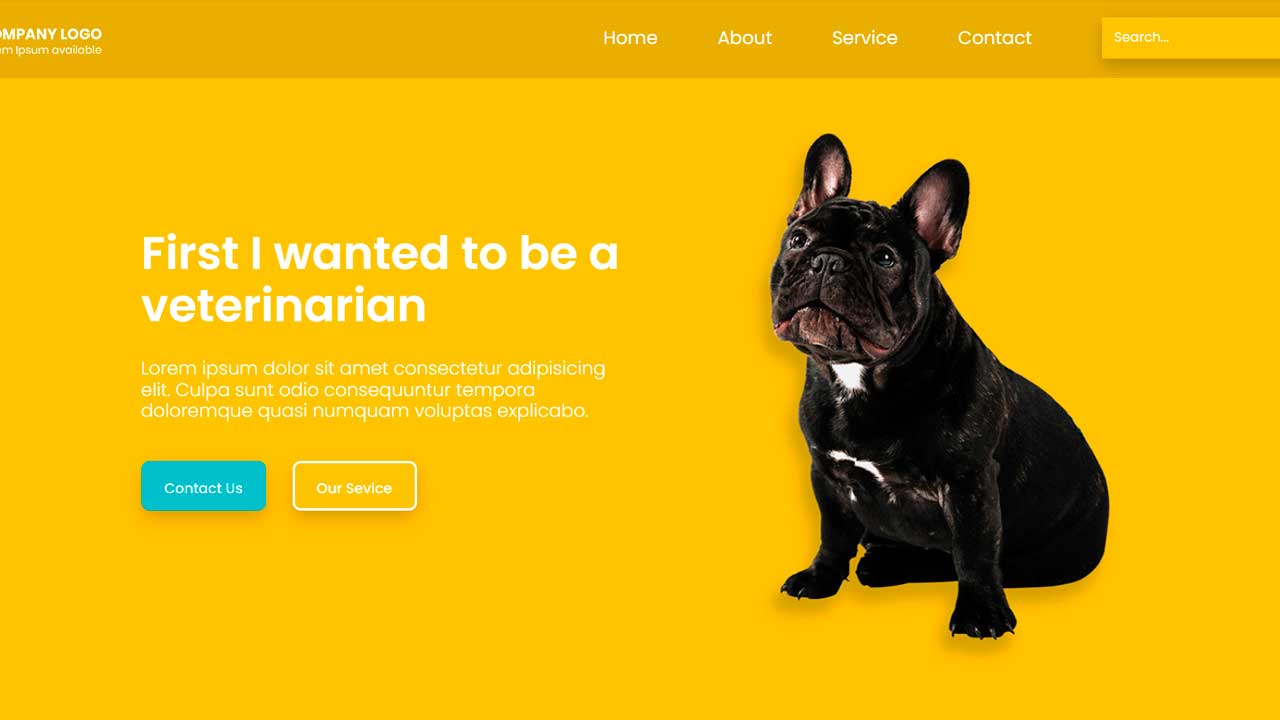 OMPANY LOGO
em Ipsum available
Home About Service Contact
Search...
First I wanted to be a
veterinarian
Lorem ipsum dolor sit amet consectetur adipisicing
elit. Culpa sunt odio consequuntur tempora
doloremque quasi numquam voluptas explicabo.
Contact Us
Our Sevice